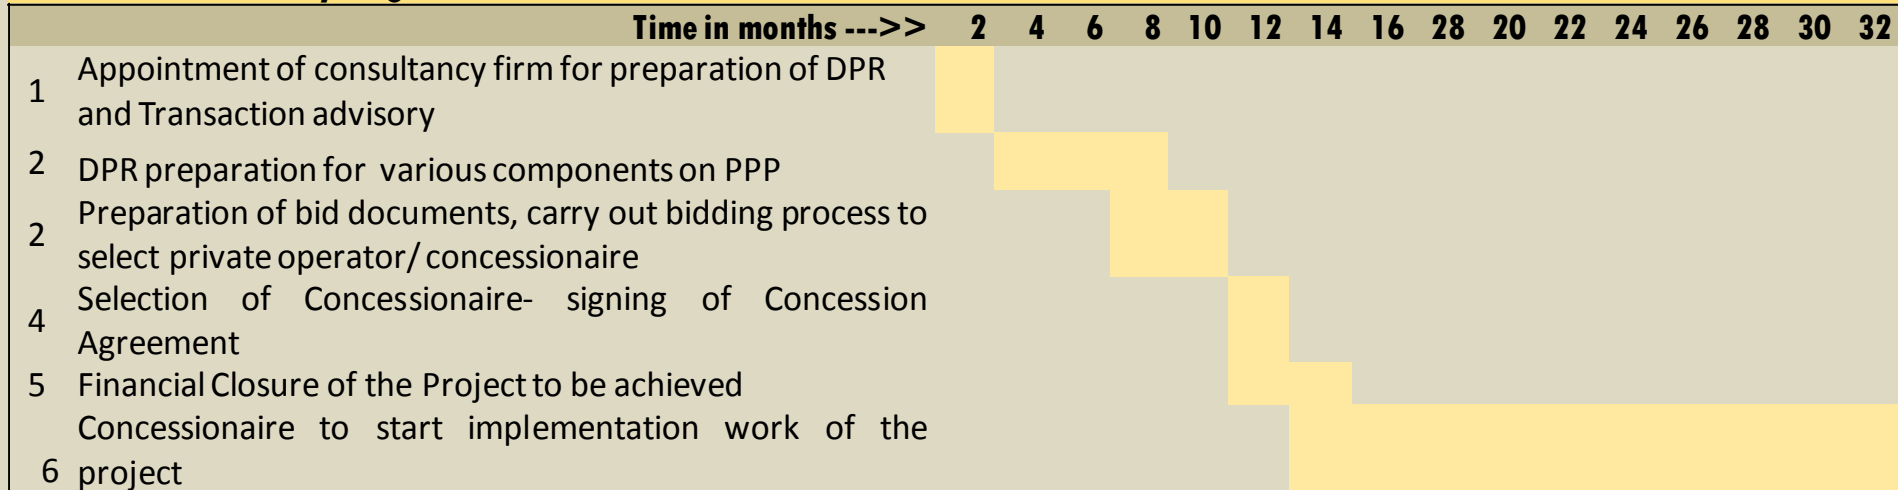 Time in months --->> 2 4 6 8 10 12 14 16 28 20 22 24 26 28 30 32
1 Appointment of consultancy firm for preparation of DPR
and Transaction advisory
2 DPR preparation for various components on PPP
2 Preparation of bid documents, carry out bidding process to
select private operator/ concessionaire
4 Selection of Concessionaire- signing of Concession
Agreement
5 Financial Closure of the Project to be achieved
Concessionaire to start implementation work of the
6 project